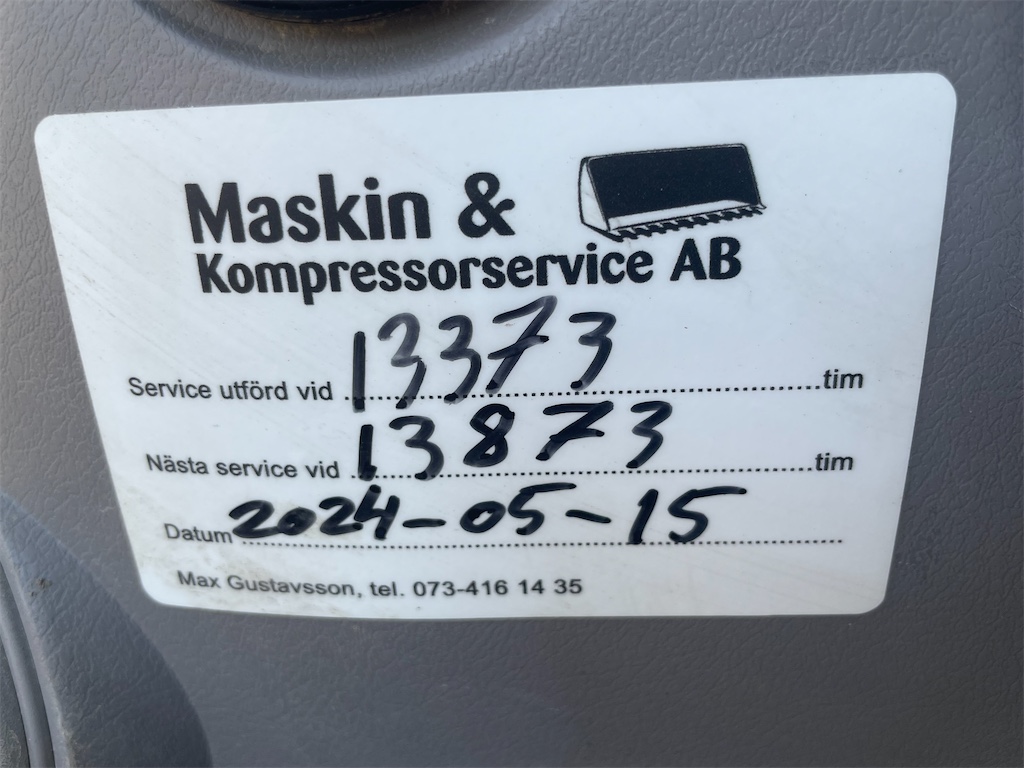 Maskin &
Kompressorservice AB
Service utförd vid 13373 tim
Nästa service vid 13873 tim
Datum 2024-05-15
Max Gustavsson, tel. 073-416 14 35